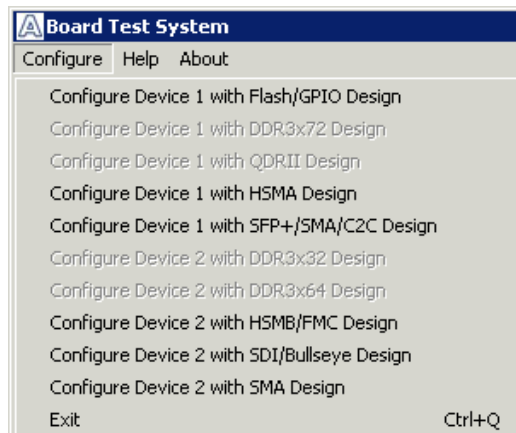 Board Test System
Configure Help About
Configure Device 1 with Flash/GPIO Design
Configure Device 1 with DDR3x72 Design
Configure Device 1 with QDRII Design
Configure Device 1 with HSMA Design
Configure Device 1 with SFP+/SMA/C2C Design
Configure Device 2 with DDR3x32 Design
Configure Device 2 with DDR3x64 Design
Configure Device 2 with HSMB/FMC Design
Configure Device 2 with SDI/Bullseye Design
Configure Device 2 with SMA Design
Exit Ctrl+Q